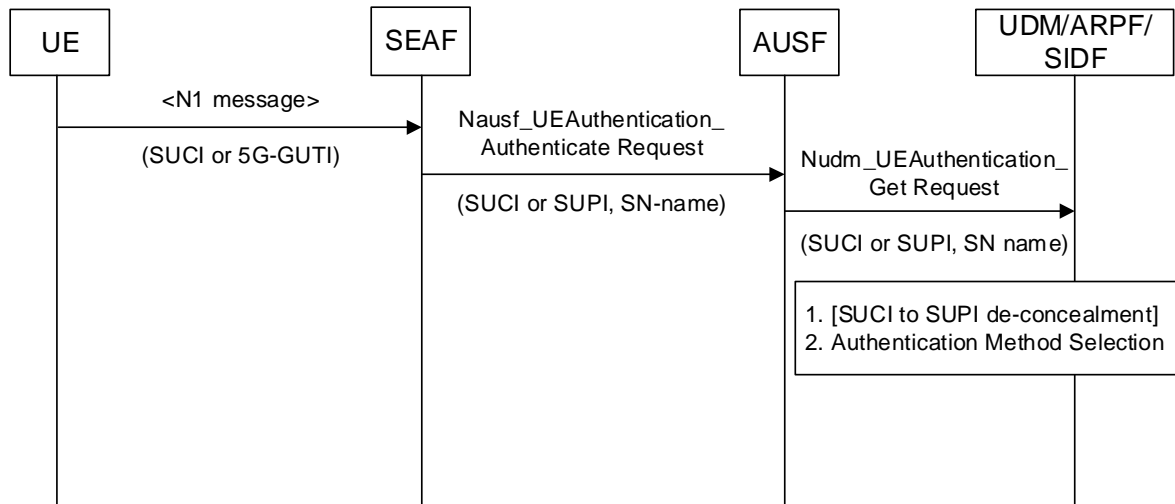 UE
SEAF
AUSF
UDM/ARPF/
SIDF
<N1 message>
(SUCI or 5G-GUTI)
Nausf_UEAuthentication_
Authenticate Request
(SUCI or SUPI, SN-name)
Nudm_UEAuthentication_
Get Request
(SUCI or SUPI, SN name)
1. [SUCI to SUPI de-concealment]
2. Authentication Method Selection